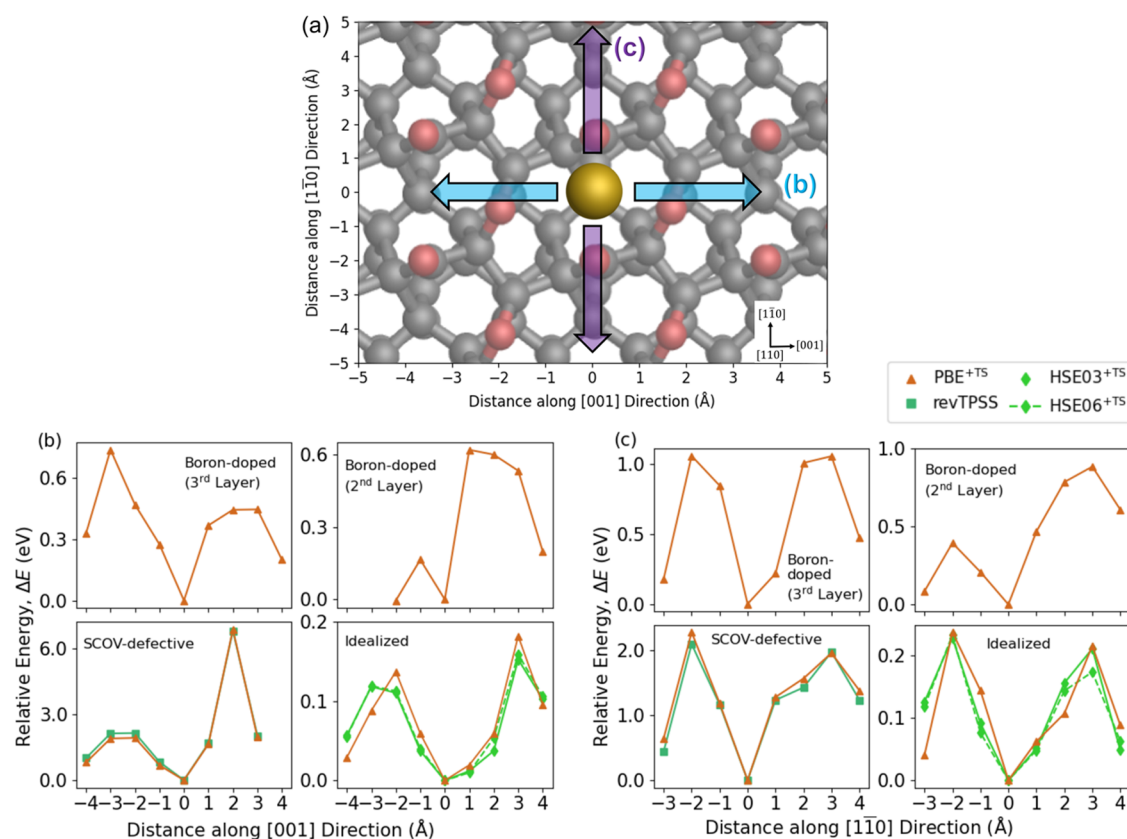 (a)
5
4
3
2
1
0
−1
−2
−3
−4
−5
Distance along [11̅0] Direction (Å)
(c)
(b)
[11̅0]
[001]
[110]
−5 −4 −3 −2 −1 0 1 2 3 4 5
Distance along [001] Direction (Å)
PBE+TS HSE03+TS
revTPSS HSE06+TS
(b)
Relative Energy, ΔE (eV)
0.6
0.3
0.0
Boron-doped
(3rd Layer)
0.6
0.3
0.0
Boron-doped
(2nd Layer)
6.0
4.0
2.0
0.0
SCOV-defective
−4 −3 −2 −1 0 1 2 3 4
0.2
0.1
0.0
Idealized
−4 −3 −2 −1 0 1 2 3 4
Distance along [001] Direction (Å)
(c)
Relative Energy, ΔE (eV)
1.0
0.5
0.0
Boron-
doped
(3rd Layer)
1.0
0.5
0.0
Boron-doped
(2nd Layer)
2.0
1.0
0.0
SCOV-defective
−3 −2 −1 0 1 2 3 4
0.2
0.1
0.0
Idealized
−3 −2 −1 0 1 2 3 4
Distance along [11̅0] Direction (Å)